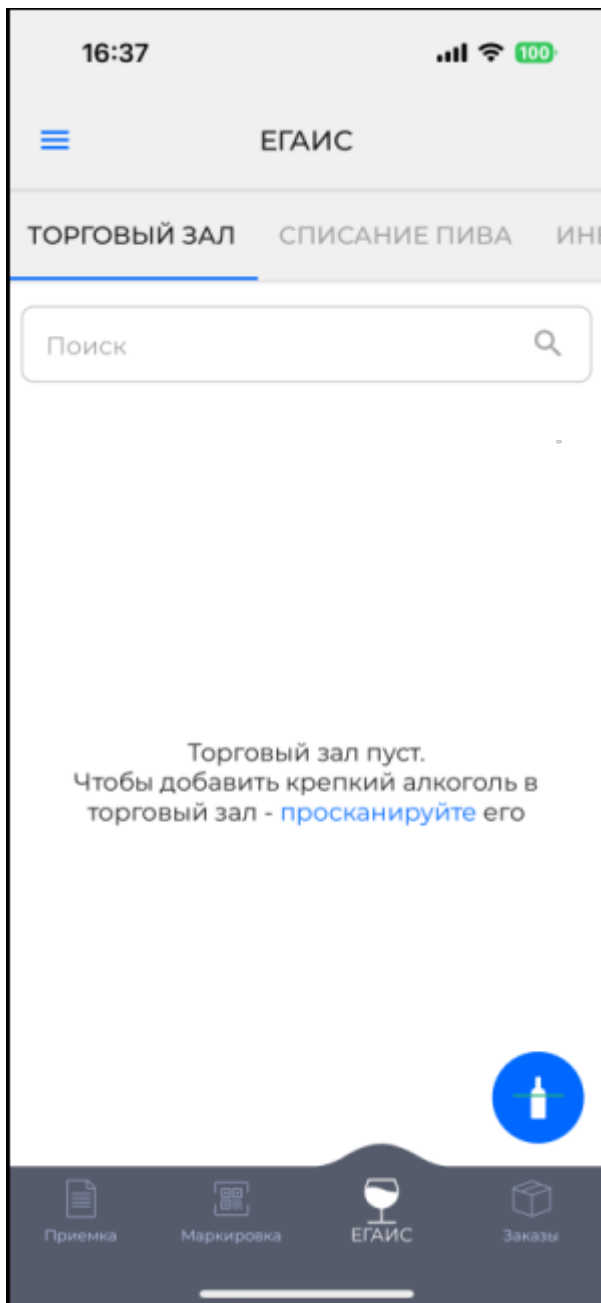 16:37
100
ЕГАИС
ТОРГОВЫЙ ЗАЛ СПИСАНИЕ ПИВА
Поиск
Торговый зал пуст.
Чтобы добавить крепкий алкоголь в
торговый зал - просканируйте его
Приемка Маркировка ЕГАИС Заказы